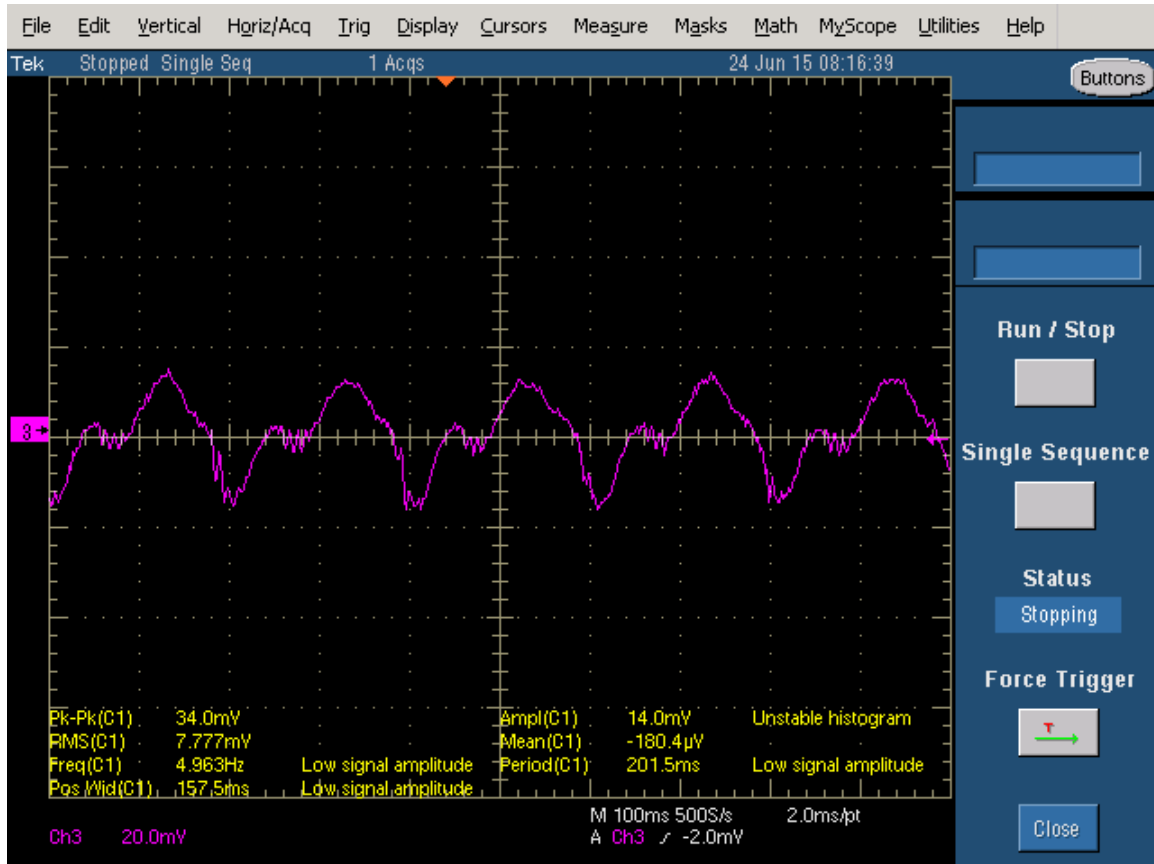 File Edit Vertical Horiz/Acq Trig Display Cursors Measure Masks Math MyScope Utilities Help
Tek Stopped Single Seq 1 Acqs 24 Jun 15 08:16:39
Buttons
3
Run / Stop
Single Sequence
Status
Stopping
Force Trigger
T
Close
Pk-Pk(C1) 34.0mV Ampl(C1) 14.0mV Unstable histogram
RMS(C1) 7.777mV Mean(C1) -180.4µV
Freq(C1) 4.963Hz Low signal amplitude Period(C1) 201.5ms Low signal amplitude
Pos Wid(C1) 157.5ms Low signal amplitude
M 100ms 500S/s 2.0ms/pt
Ch3 20.0mV A Ch3 -2.0mV